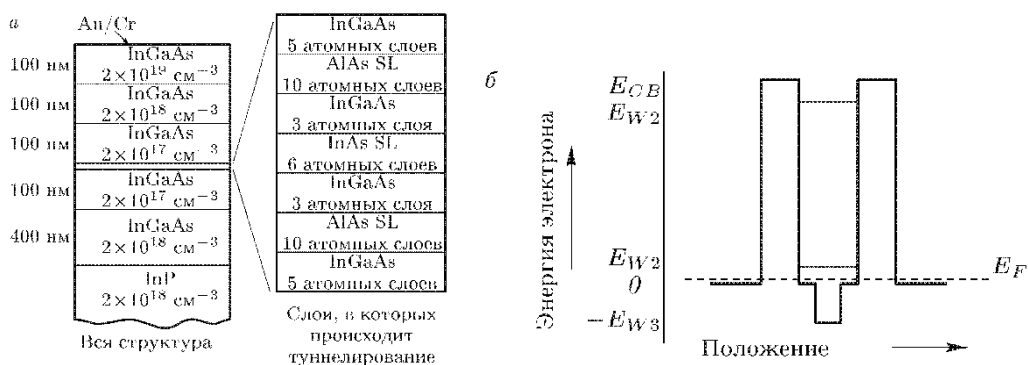 а
Au/Cr
InGaAs
100 нм
2×10¹⁹ см⁻³
InGaAs
100 нм
2×10¹⁸ см⁻³
InGaAs
100 нм
2×10¹⁷ см⁻³
InGaAs
100 нм
2×10¹⁷ см⁻³
InGaAs
400 нм
2×10¹⁸ см⁻³
InP
2×10¹⁸ см⁻³
Вся структура
InGaAs
5 атомных слоев
AlAs SL
10 атомных слоев
InGaAs
3 атомных слоя
InAs SL
6 атомных слоев
InGaAs
3 атомных слоя
AlAs SL
10 атомных слоев
InGaAs
5 атомных слоев
Слои, в которых
происходит
туннелирование
б
Энергия электрона
E_CB
E_W2
E_W2
0
−E_W3
E_F
Положение